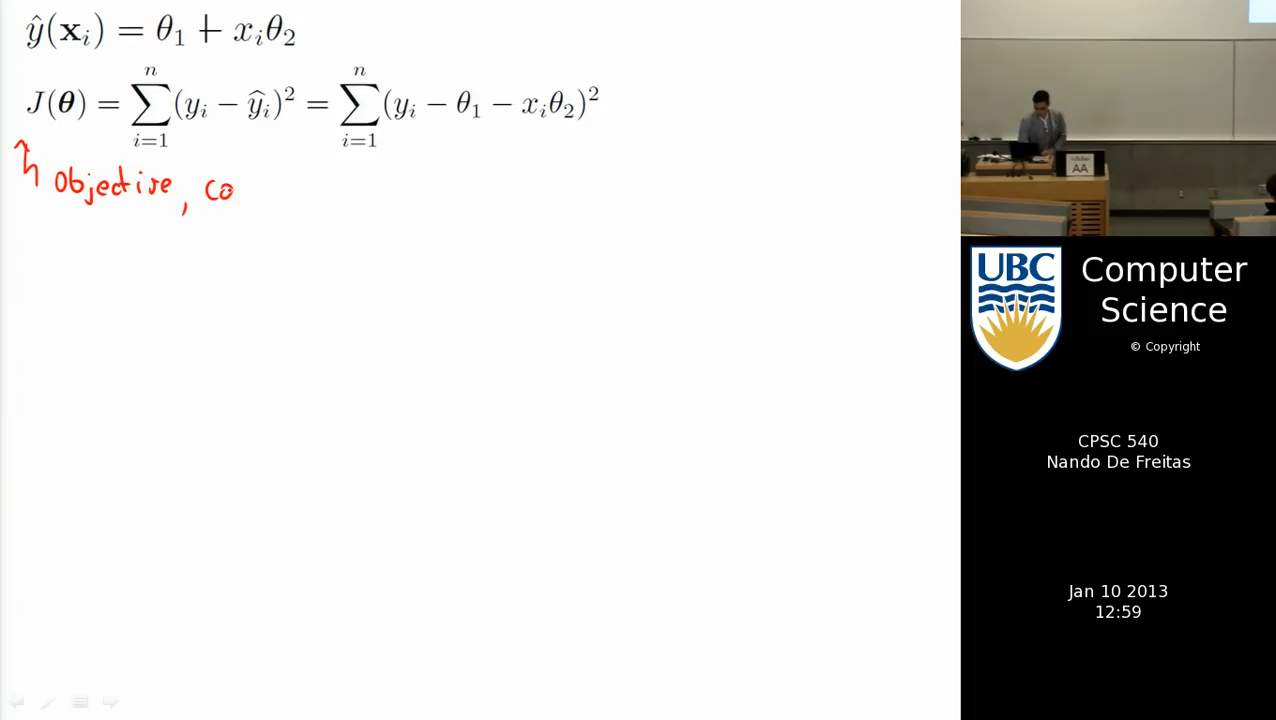 ŷ(𝐱ᵢ) = θ₁ + xᵢθ₂
J(𝛉) = ∑ᵢ₌₁ⁿ (yᵢ − ŷᵢ)² = ∑ᵢ₌₁ⁿ (yᵢ − θ₁ − xᵢθ₂)²
Objective, co
AA
UBC
Computer
Science
© Copyright
CPSC 540
Nando De Freitas
Jan 10 2013
12:59